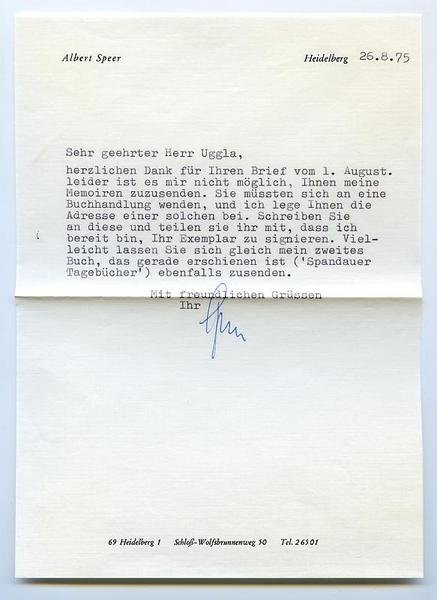 Albert Speer Heidelberg 26.8.75
Sehr geehrter Herr Uggla,
herzlichen Dank für Ihren Brief vom 1. August.
leider ist es mir nicht möglich, Ihnen meine
Memoiren zuzusenden. Sie müssten sich an eine
Buchhandlung wenden, und ich lege Ihnen die
Adresse einer solchen bei. Schreiben Sie
an diese und teilen sie ihr mit, dass ich
bereit bin, Ihr Exemplar zu signieren. Viel-
leicht lassen Sie sich gleich mein zweites
Buch, das gerade erschienen ist ('Spandauer
Tagebücher') ebenfalls zusenden.
Mit freundlichen Grüssen
Ihr
69 Heidelberg 1 Schloß-Wolfsbrunnenweg 50 Tel. 26501